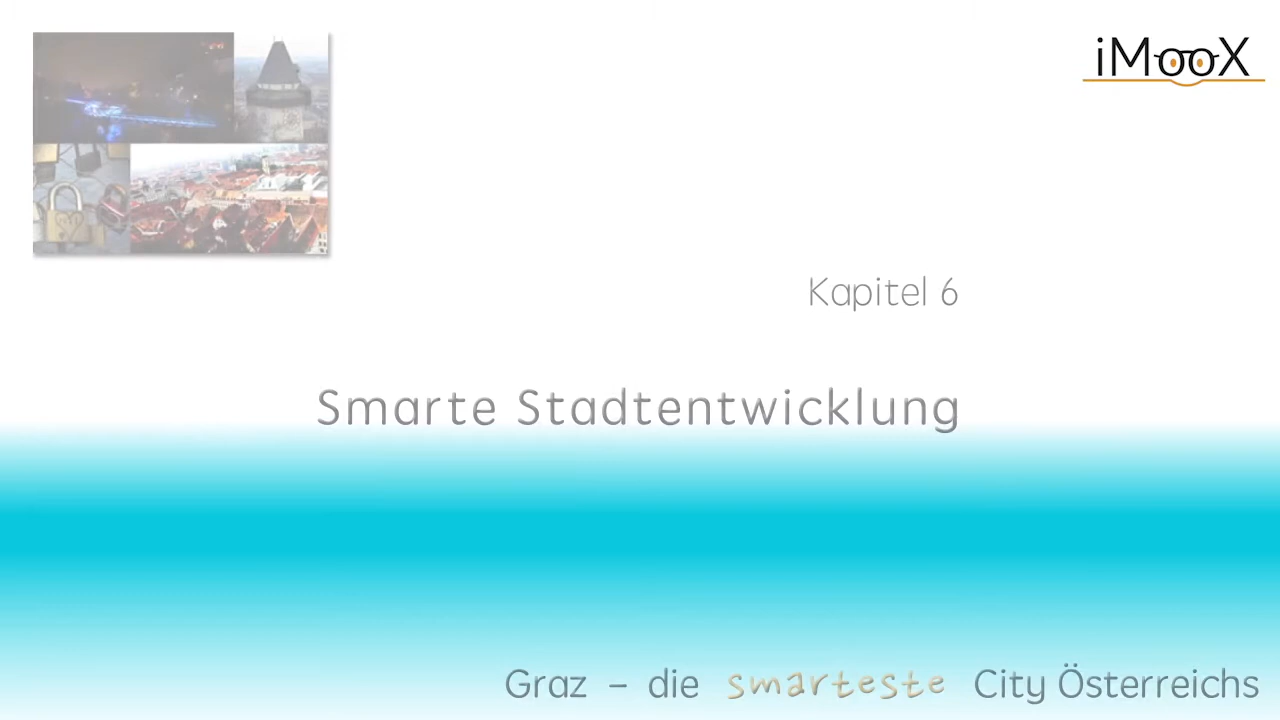 iMooX
Kapitel 6
Smarte Stadtentwicklung
Graz – die smarteste City Österreichs